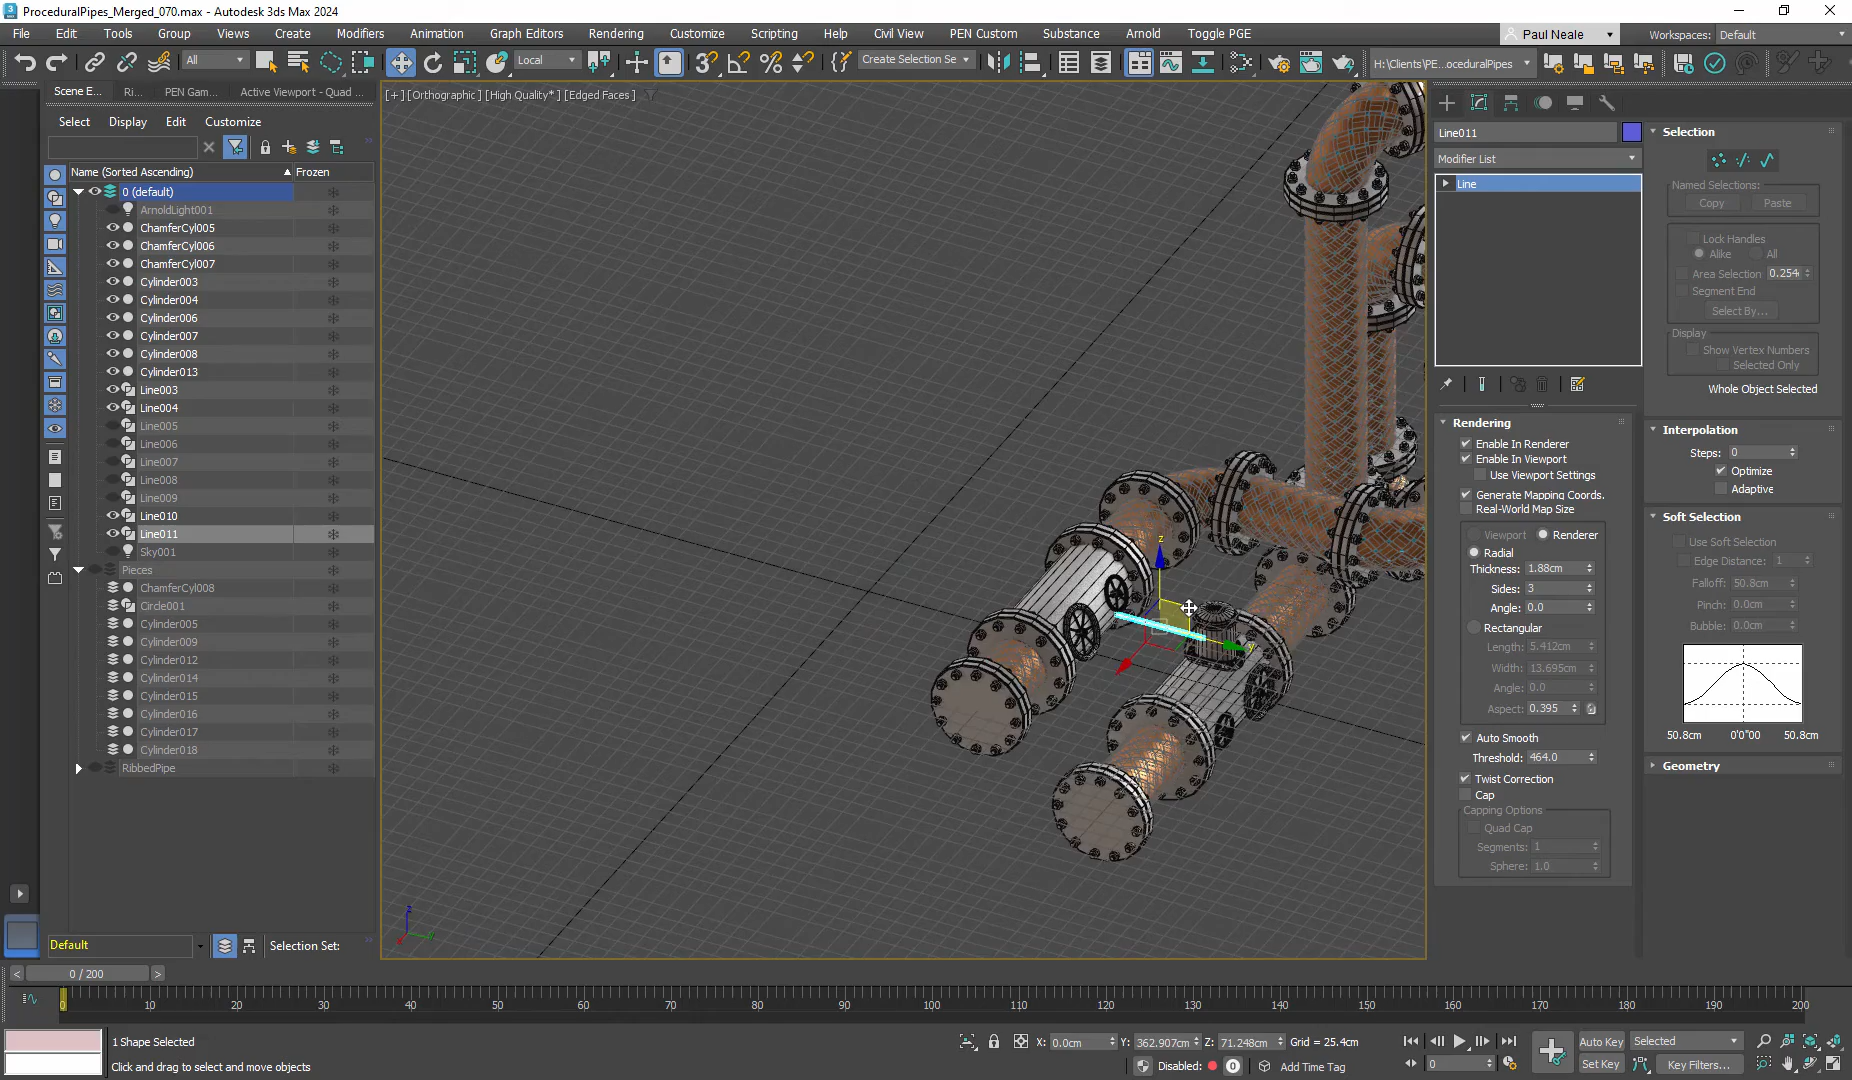 ProceduralPipes_Merged_070.max - Autodesk 3ds Max 2024
File Edit Tools Group Views Create Modifiers Animation Graph Editors Rendering Customize Scripting Help Civil View PEN Custom Substance Arnold Toggle PGE
Paul Neale
Workspaces: Default
All
Local
Create Selection Se
H:\Clients\PE...oceduralPipes
Scene E... Ri... PEN Gam... Active Viewport - Quad ...
Select Display Edit Customize
Name (Sorted Ascending) Frozen
0 (default)
ArnoldLight001
ChamferCyl005
ChamferCyl006
ChamferCyl007
Cylinder003
Cylinder004
Cylinder006
Cylinder007
Cylinder008
Cylinder013
Line003
Line004
Line005
Line006
Line007
Line008
Line009
Line010
Line011
Sky001
Pieces
ChamferCyl008
Circle001
Cylinder005
Cylinder009
Cylinder012
Cylinder014
Cylinder015
Cylinder016
Cylinder017
Cylinder018
RibbedPipe
Default
Selection Set:
[+] [Orthographic ] [High Quality* ] [Edged Faces ]
z
y
z
x
Line011
Modifier List
Line
Rendering
Enable In Renderer
Enable In Viewport
Use Viewport Settings
Generate Mapping Coords.
Real-World Map Size
Viewport Renderer
Radial
Thickness: 1.88cm
Sides: 3
Angle: 0.0
Rectangular
Length: 5.412cm
Width: 13.695cm
Angle: 0.0
Aspect: 0.395
Auto Smooth
Threshold: 464.0
Twist Correction
Cap
Capping Options
Quad Cap
Segments: 1
Sphere: 1.0
Selection
Named Selections:
Copy Paste
Lock Handles
Alike All
Area Selection 0.254
Segment End
Select By...
Display
Show Vertex Numbers
Selected Only
Whole Object Selected
Interpolation
Steps: 0
Optimize
Adaptive
Soft Selection
Use Soft Selection
Edge Distance: 1
Falloff: 50.8cm
Pinch: 0.0cm
Bubble: 0.0cm
50.8cm 0'0"00 50.8cm
Geometry
< 0 / 200 >
0 10 20 30 40 50 60 70 80 90 100 110 120 130 140 150 160 170 180 190 200
1 Shape Selected
Click and drag to select and move objects
X: 0.0cm Y: 362.907cm Z: 71.248cm Grid = 25.4cm
Disabled: 0 Add Time Tag
0
Auto Key Selected
Set Key Key Filters...